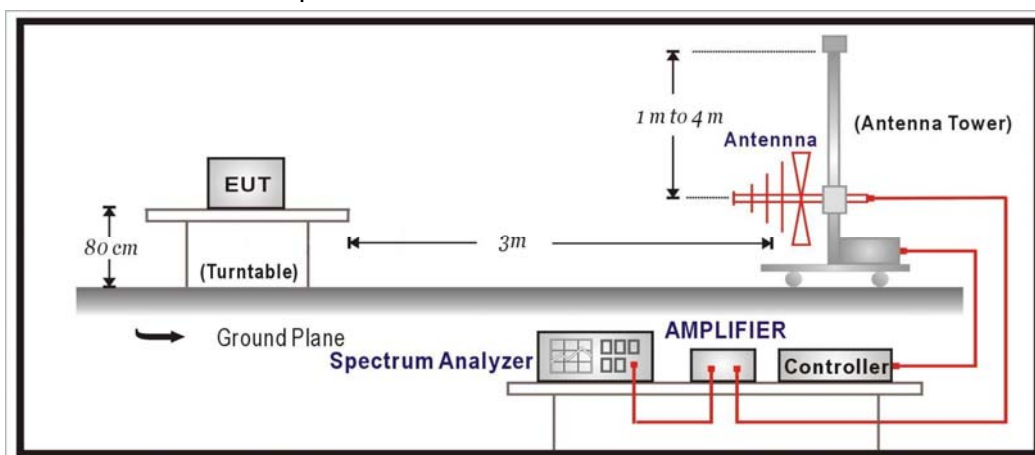 1 m to 4 m
(Antenna Tower)
Antennna
EUT
80 cm
3m
(Turntable)
Ground Plane
AMPLIFIER
Spectrum Analyzer
Controller